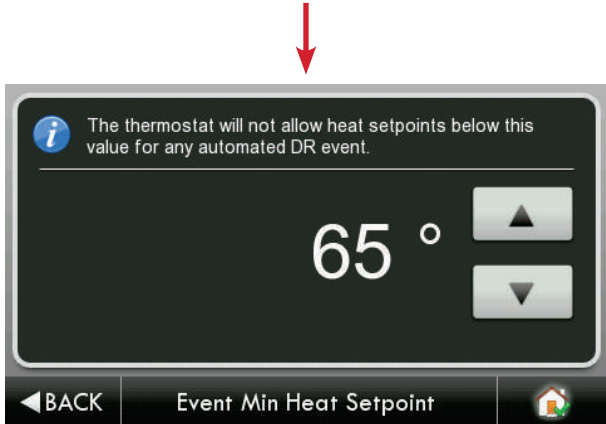 The thermostat will not allow heat setpoints below this
value for any automated DR event.
65 °
BACK
Event Min Heat Setpoint